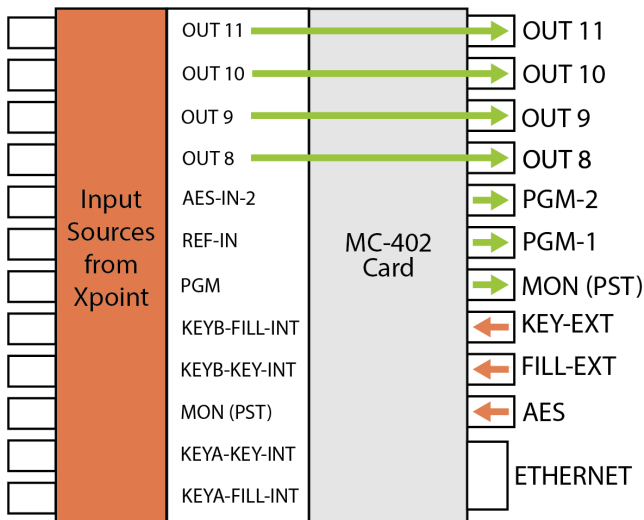 Input
Sources
from
Xpoint
OUT 11
OUT 10
OUT 9
OUT 8
AES-IN-2
REF-IN
PGM
KEYB-FILL-INT
KEYB-KEY-INT
MON (PST)
KEYA-KEY-INT
KEYA-FILL-INT
MC-402
Card
OUT 11
OUT 10
OUT 9
OUT 8
PGM-2
PGM-1
MON (PST)
KEY-EXT
FILL-EXT
AES
ETHERNET